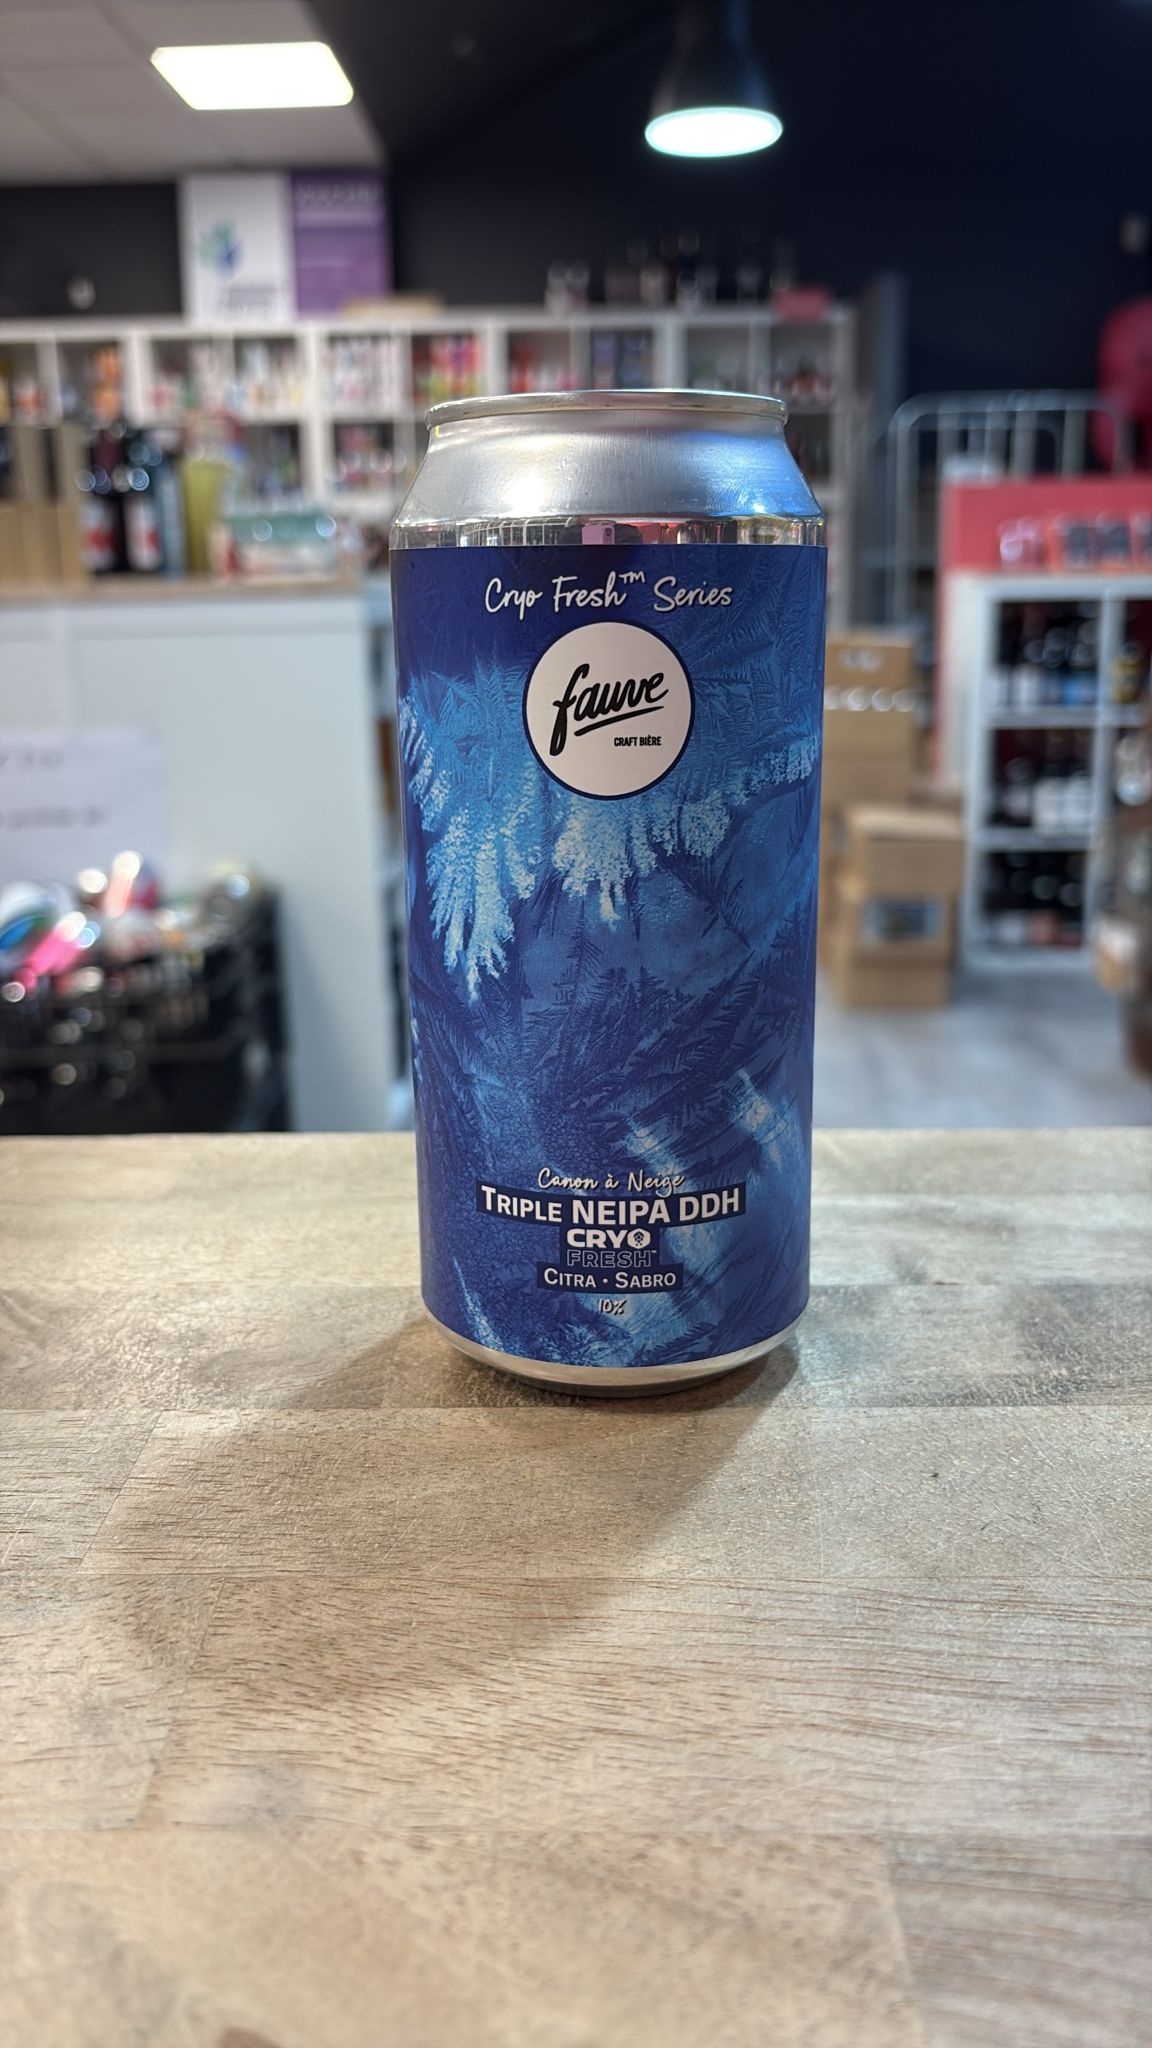 Cryo Fresh™ Series
fauve
CRAFT BIÈRE
Canon à Neige
TRIPLE NEIPA DDH
CRYO
FRESH™
CITRA • SABRO
10%